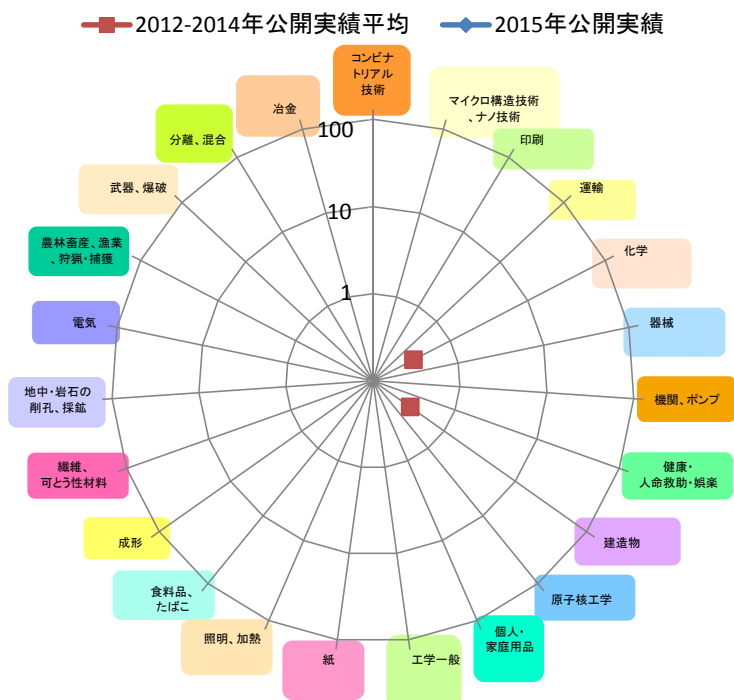 2012-2014年公開実績平均
2015年公開実績
コンビナ
トリアル
技術
マイクロ構造技術
、ナノ技術
印刷
運輸
化学
器械
機関、ポンプ
健康・
人命救助・娯楽
建造物
原子核工学
個人・
家庭用品
工学一般
紙
照明、加熱
食料品、
たばこ
成形
繊維、
可とう性材料
地中・岩石の
削孔、採鉱
電気
農林畜産、漁業
、狩猟・捕獲
武器、爆破
分離、混合
冶金
100
10
1